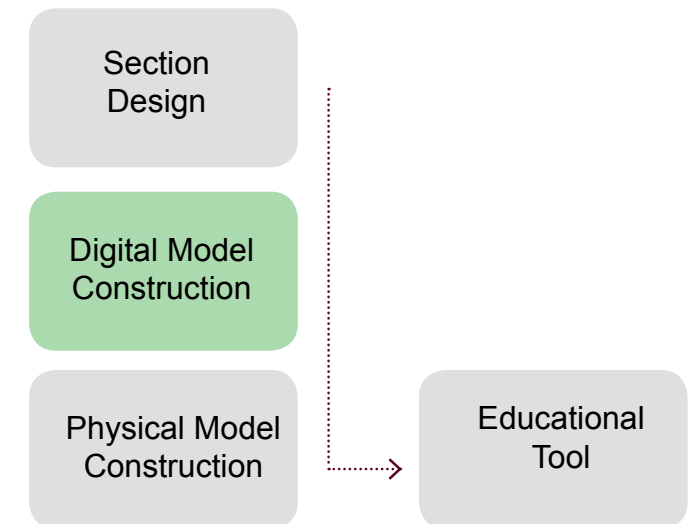 Section
Design
Digital Model
Construction
Physical Model
Construction
Educational
Tool